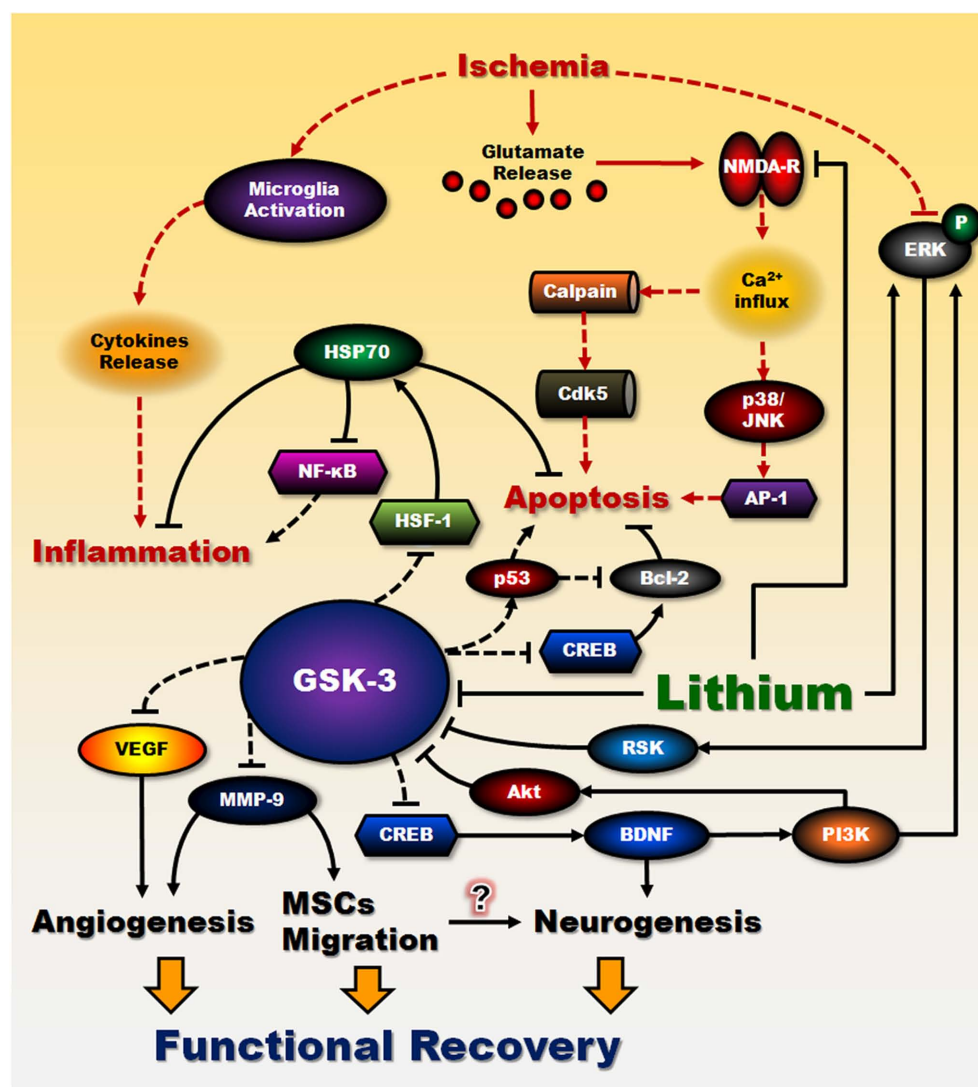 Ischemia
Glutamate
Release
NMDA-R
Microglia
Activation
P
ERK
Ca²⁺
influx
Calpain
Cytokines
Release
HSP70
Cdk5
p38/
JNK
NF-κB
Apoptosis
AP-1
HSF-1
Inflammation
p53
Bcl-2
CREB
GSK-3
Lithium
VEGF
RSK
MMP-9
Akt
CREB
BDNF
PI3K
Angiogenesis
MSCs
Migration
?
Neurogenesis
Functional Recovery